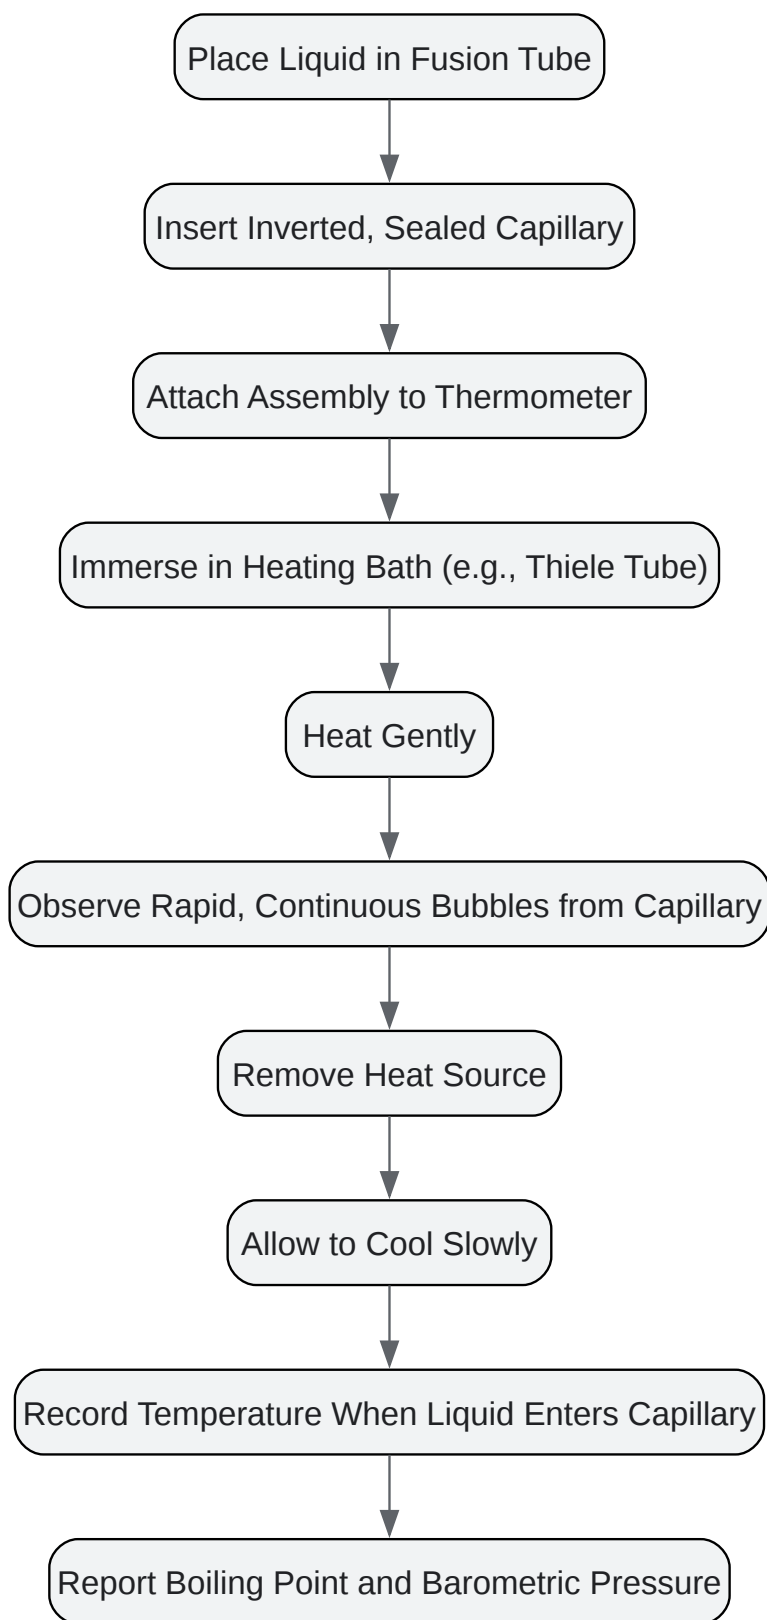 Place Liquid in Fusion Tube
Insert Inverted, Sealed Capillary
Attach Assembly to Thermometer
Immerse in Heating Bath (e.g., Thiele Tube)
Heat Gently
Observe Rapid, Continuous Bubbles from Capillary
Remove Heat Source
Allow to Cool Slowly
Record Temperature When Liquid Enters Capillary
Report Boiling Point and Barometric Pressure